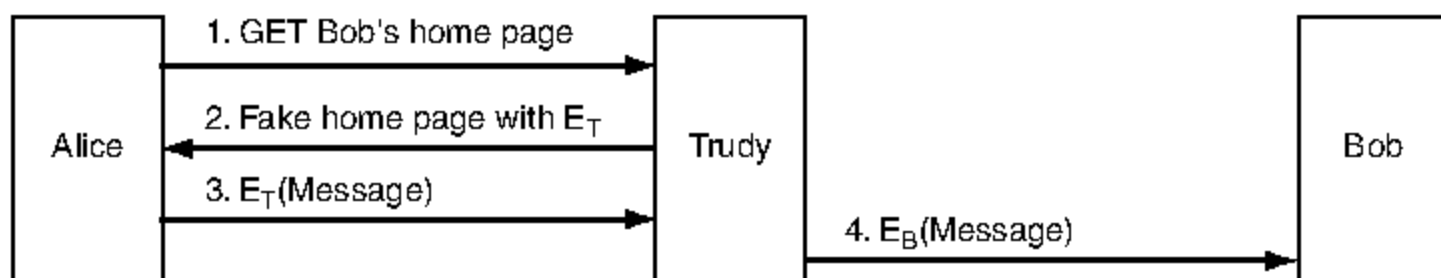 1. GET Bob's home page
2. Fake home page with E_T
Alice
Trudy
Bob
3. E_T(Message)
4. E_B(Message)